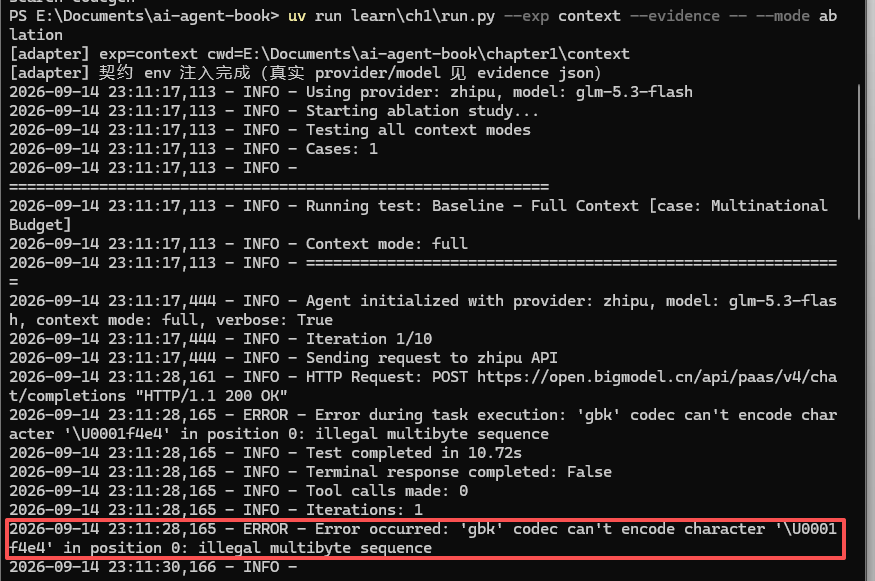 PS E:\Documents\ai-agent-book> uv run learn\ch1\run.py --exp context --evidence -- --mode ab
lation
[adapter] exp=context cwd=E:\Documents\ai-agent-book\chapter1\context
[adapter] 契约 env 注入完成 (真实 provider/model 见 evidence json)
2026-09-14 23:11:17,113 - INFO - Using provider: zhipu, model: glm-5.3-flash
2026-09-14 23:11:17,113 - INFO - Starting ablation study...
2026-09-14 23:11:17,113 - INFO - Testing all context modes
2026-09-14 23:11:17,113 - INFO - Cases: 1
2026-09-14 23:11:17,113 - INFO -
============================================================
2026-09-14 23:11:17,113 - INFO - Running test: Baseline - Full Context [case: Multinational
Budget]
2026-09-14 23:11:17,113 - INFO - Context mode: full
2026-09-14 23:11:17,113 - INFO - ===========================================================
=
2026-09-14 23:11:17,444 - INFO - Agent initialized with provider: zhipu, model: glm-5.3-flas
h, context mode: full, verbose: True
2026-09-14 23:11:17,444 - INFO - Iteration 1/10
2026-09-14 23:11:17,444 - INFO - Sending request to zhipu API
2026-09-14 23:11:28,161 - INFO - HTTP Request: POST https://open.bigmodel.cn/api/paas/v4/cha
t/completions "HTTP/1.1 200 OK"
2026-09-14 23:11:28,165 - ERROR - Error during task execution: 'gbk' codec can't encode char
acter '\U0001f4e4' in position 0: illegal multibyte sequence
2026-09-14 23:11:28,165 - INFO - Test completed in 10.72s
2026-09-14 23:11:28,165 - INFO - Terminal response completed: False
2026-09-14 23:11:28,165 - INFO - Tool calls made: 0
2026-09-14 23:11:28,165 - INFO - Iterations: 1
2026-09-14 23:11:28,165 - ERROR - Error occurred: 'gbk' codec can't encode character '\U0001
f4e4' in position 0: illegal multibyte sequence
2026-09-14 23:11:30,166 - INFO -